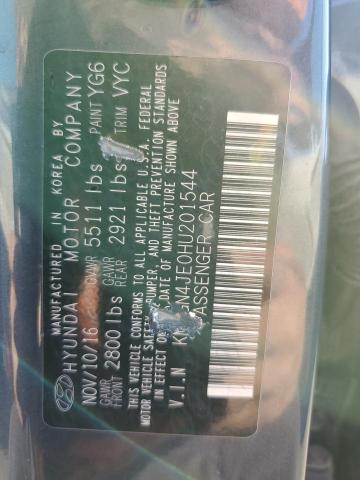 MANUFACTURED IN KOREA BY
HYUNDAI MOTOR COMPANY
NOV/10/16 GVWR 5511 lbs PAINT YG6
GAWR FRONT 2800 lbs GAWR REAR 2921 lbs TRIM VYC
THIS VEHICLE CONFORMS TO ALL APPLICABLE U.S.A. FEDERAL
MOTOR VEHICLE SAFETY, BUMPER, AND THEFT PREVENTION STANDARDS
IN EFFECT ON DATE OF MANUFACTURE SHOWN ABOVE
V.I.N GN4JE0HU201544
PASSENGER CAR